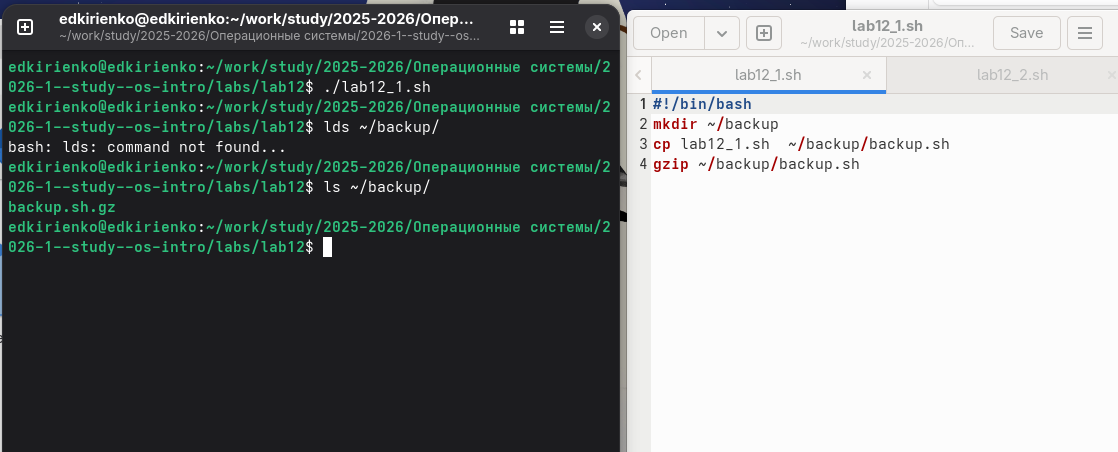 edkirienko@edkirienko:~/work/study/2025-2026/Опер...
~/work/study/2025-2026/Операционные системы/2026-1--study--os-...
edkirienko@edkirienko:~/work/study/2025-2026/Операционные системы/2
026-1--study--os-intro/labs/lab12$ ./lab12_1.sh
edkirienko@edkirienko:~/work/study/2025-2026/Операционные системы/2
026-1--study--os-intro/labs/lab12$ lds ~/backup/
bash: lds: command not found...
edkirienko@edkirienko:~/work/study/2025-2026/Операционные системы/2
026-1--study--os-intro/labs/lab12$ ls ~/backup/
backup.sh.gz
edkirienko@edkirienko:~/work/study/2025-2026/Операционные системы/2
026-1--study--os-intro/labs/lab12$
Open
lab12_1.sh
~/work/study/2025-2026/Оп...
Save
lab12_1.sh
lab12_2.sh
1 #!/bin/bash
2 mkdir ~/backup
3 cp lab12_1.sh  ~/backup/backup.sh
4 gzip ~/backup/backup.sh